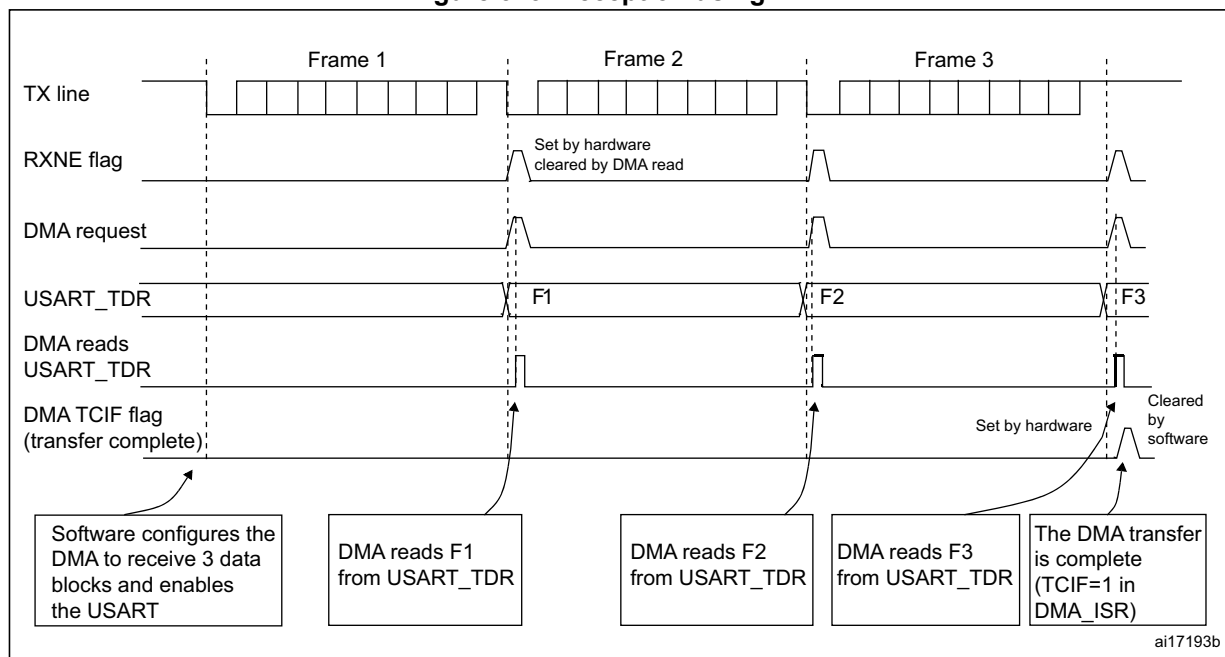 Frame 1
Frame 2
Frame 3
TX line
RXNE flag
Set by hardware
cleared by DMA read
DMA request
USART_TDR
F1
F2
F3
DMA reads
USART_TDR
DMA TCIF flag
(transfer complete)
Set by hardware
Cleared
by
software
Software configures the
DMA to receive 3 data
blocks and enables
the USART
DMA reads F1
from USART_TDR
DMA reads F2
from USART_TDR
DMA reads F3
from USART_TDR
The DMA transfer
is complete
(TCIF=1 in
DMA_ISR)
ai17193b